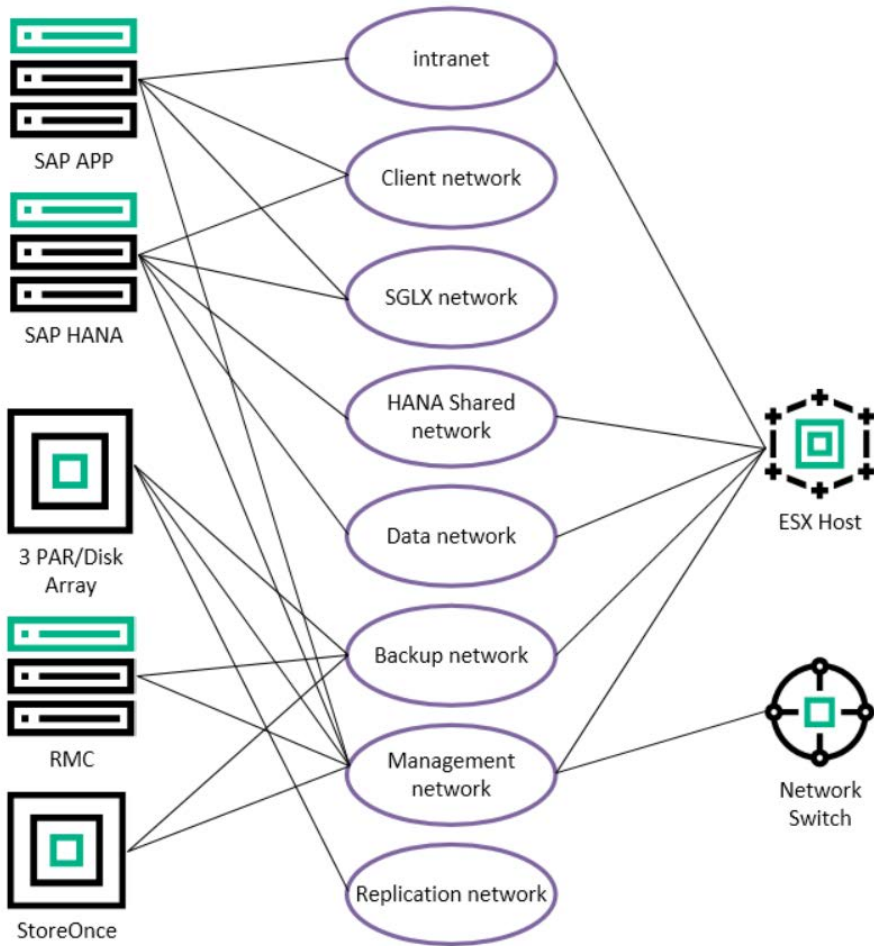 SAP APP
SAP HANA
3 PAR/Disk
Array
RMC
StoreOnce
intranet
Client network
SGLX network
HANA Shared
network
Data network
Backup network
Management
network
Replication network
ESX Host
Network
Switch